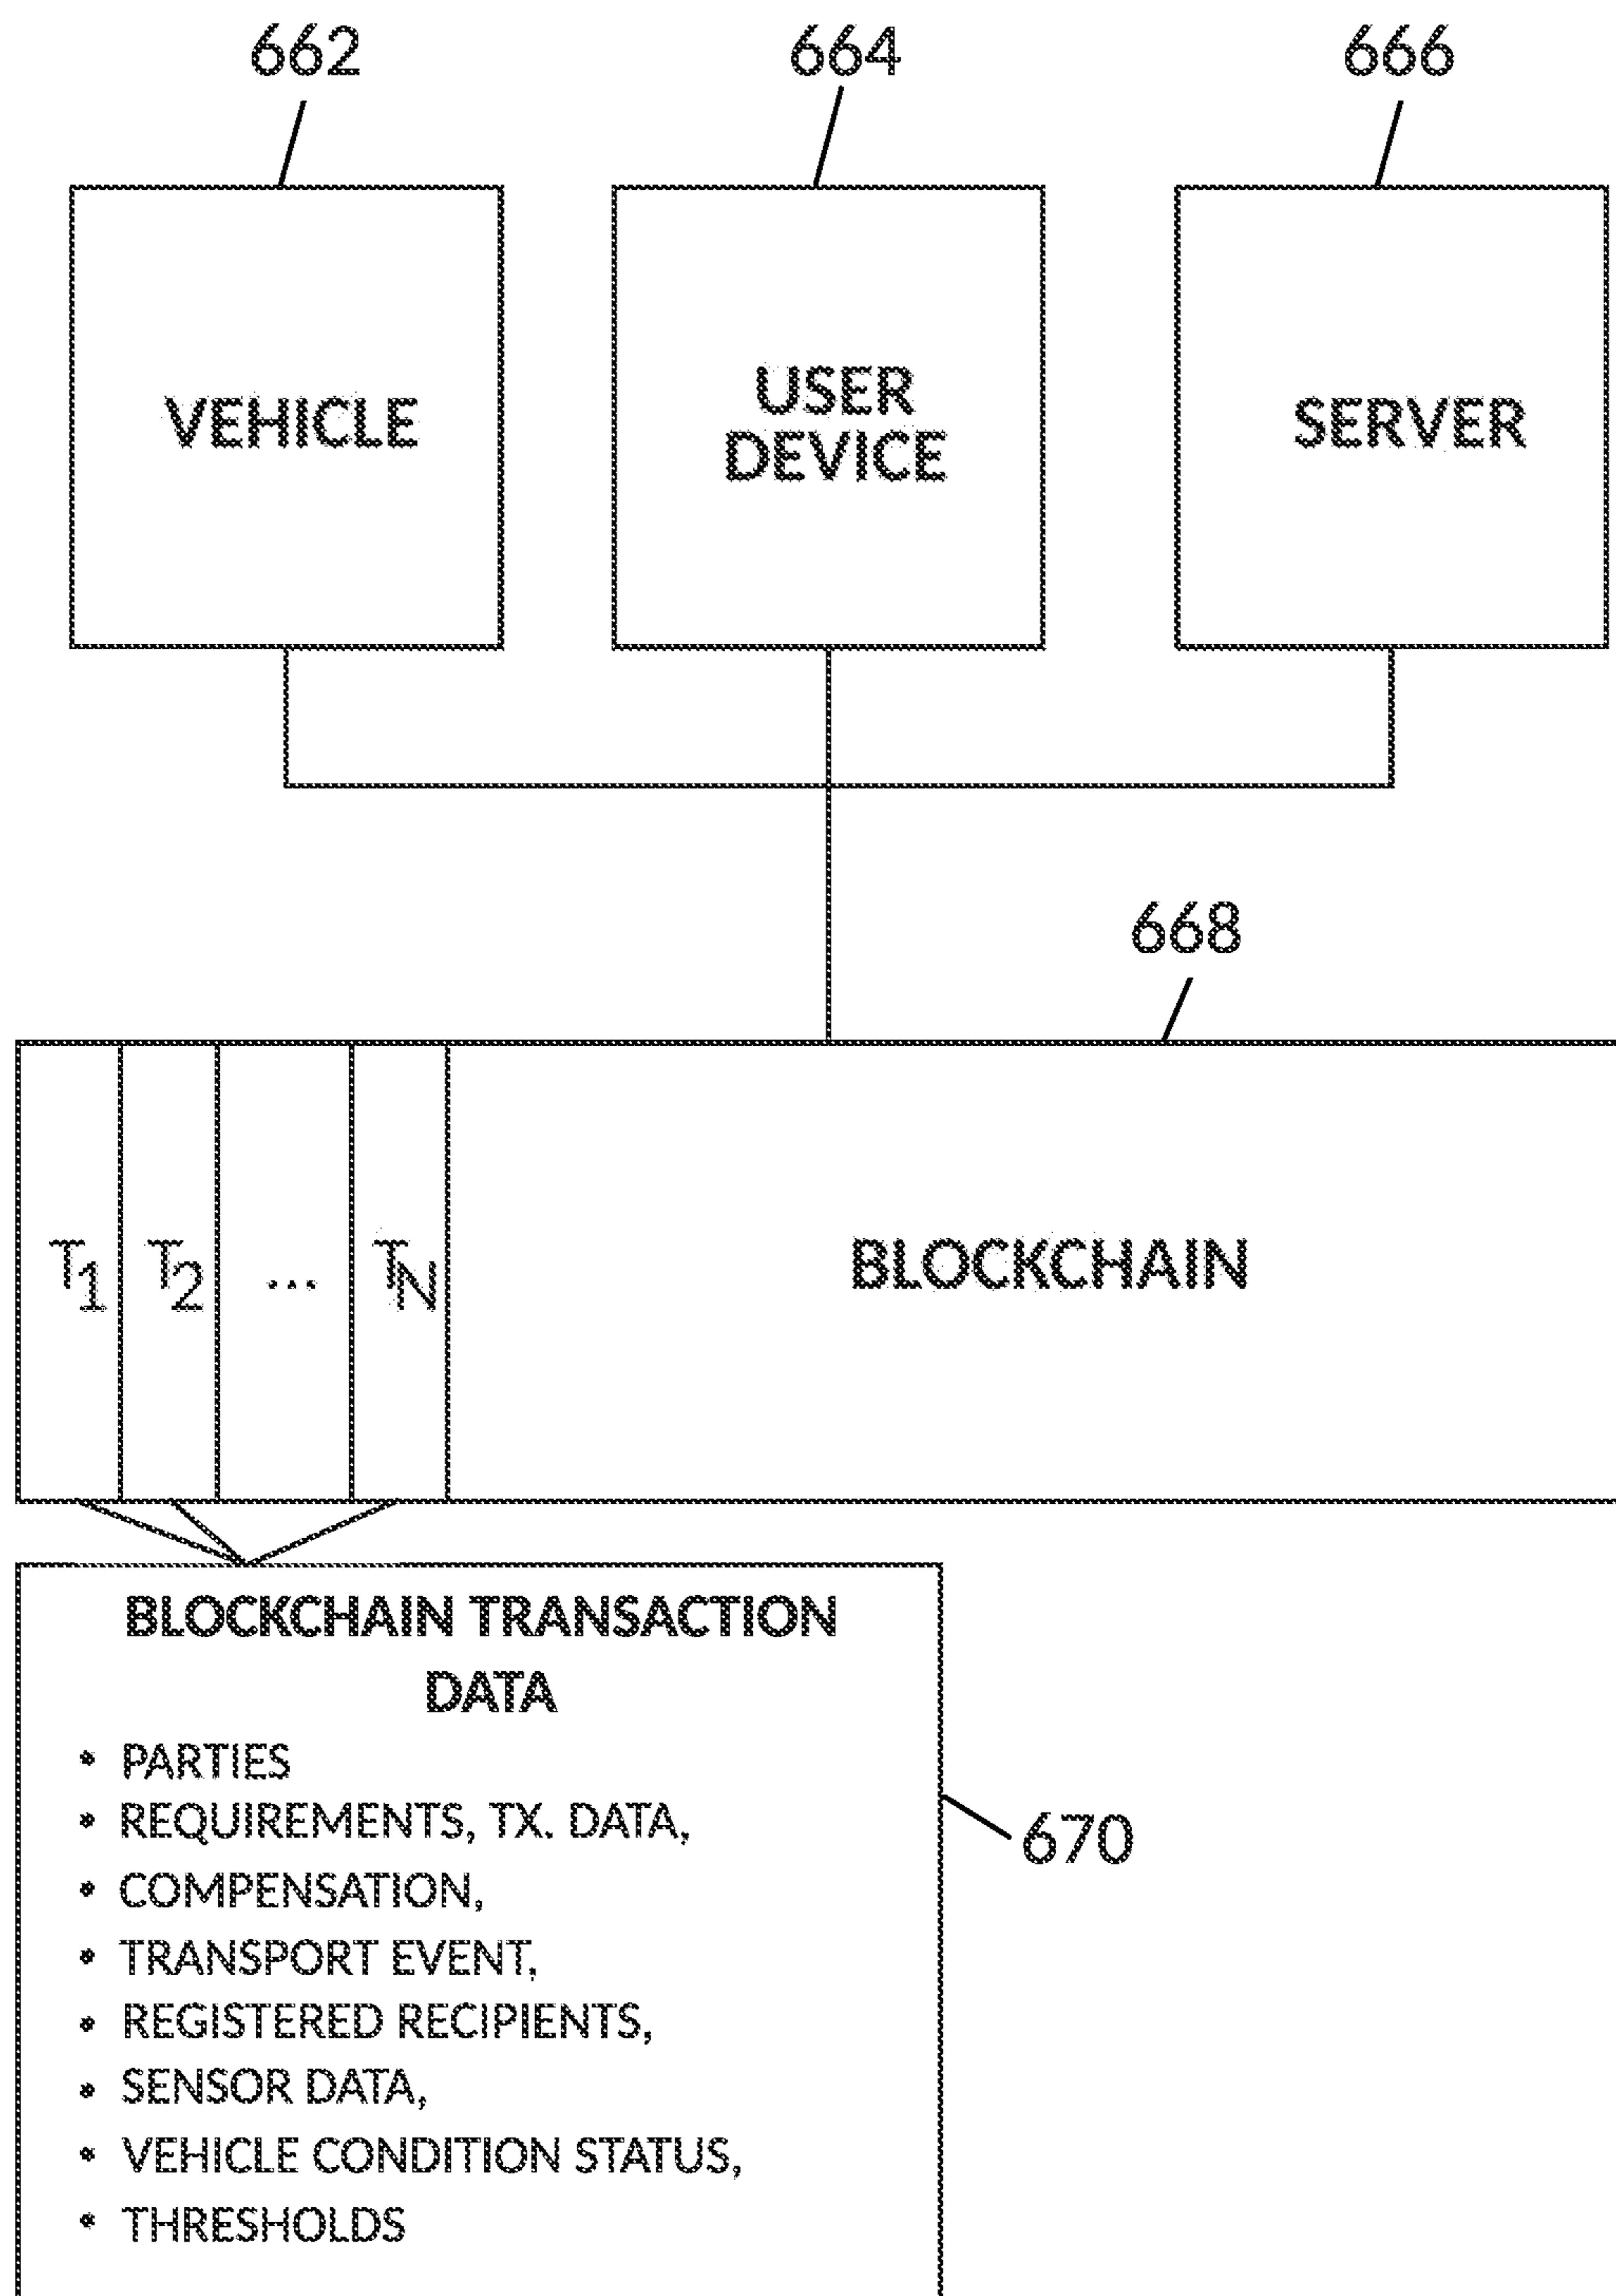 662 664 666
VEHICLE
USER
DEVICE
SERVER
668
T1 T2 ... TN
BLOCKCHAIN
BLOCKCHAIN TRANSACTION
DATA
• PARTIES
• REQUIREMENTS, TX. DATA,
• COMPENSATION,
• TRANSPORT EVENT,
• REGISTERED RECIPIENTS,
• SENSOR DATA,
• VEHICLE CONDITION STATUS,
• THRESHOLDS
670